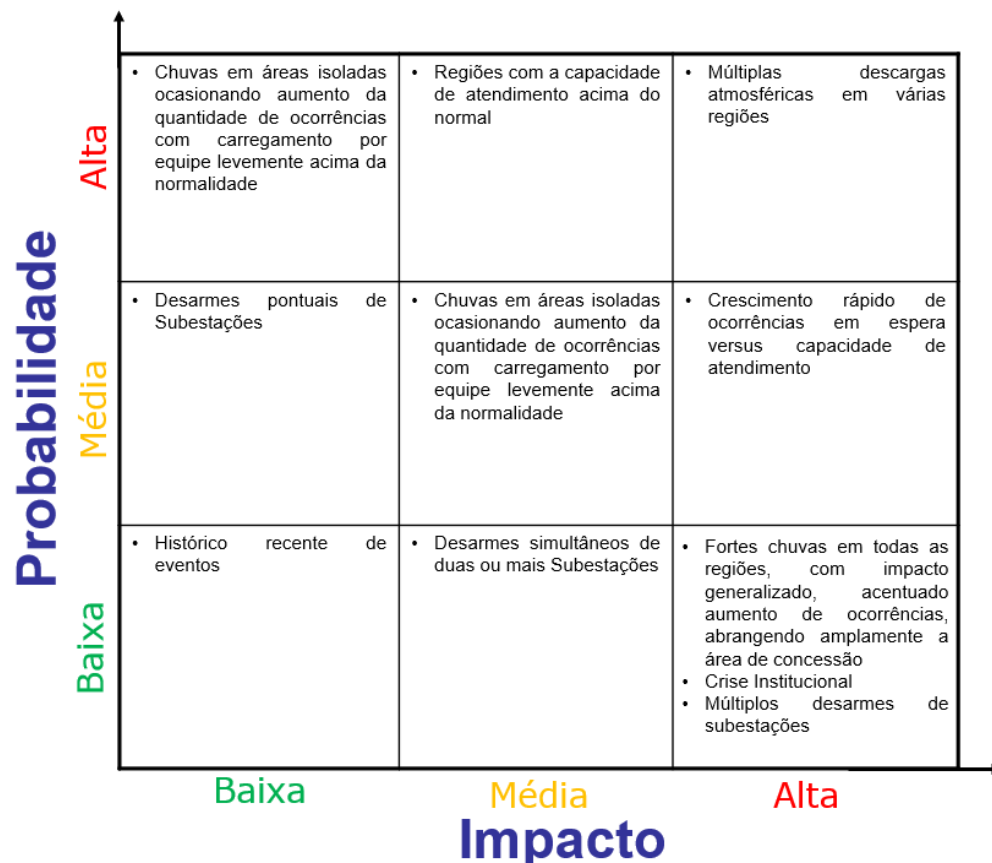 Probabilidade
Alta
• Chuvas em áreas isoladas
ocasionando aumento da
quantidade de ocorrências
com carregamento por
equipe levemente acima da
normalidade
• Regiões com a capacidade
de atendimento acima do
normal
• Múltiplas descargas
atmosféricas em várias
regiões
Média
• Desarmes pontuais de
Subestações
• Chuvas em áreas isoladas
ocasionando aumento da
quantidade de ocorrências
com carregamento por
equipe levemente acima
da normalidade
• Crescimento rápido de
ocorrências em espera
versus capacidade de
atendimento
Baixa
• Histórico recente de
eventos
• Desarmes simultâneos de
duas ou mais Subestações
• Fortes chuvas em todas as
regiões, com impacto
generalizado, acentuado
aumento de ocorrências,
abrangendo amplamente a
área de concessão
• Crise Institucional
• Múltiplos desarmes de
subestações
Baixa
Média
Alta
Impacto